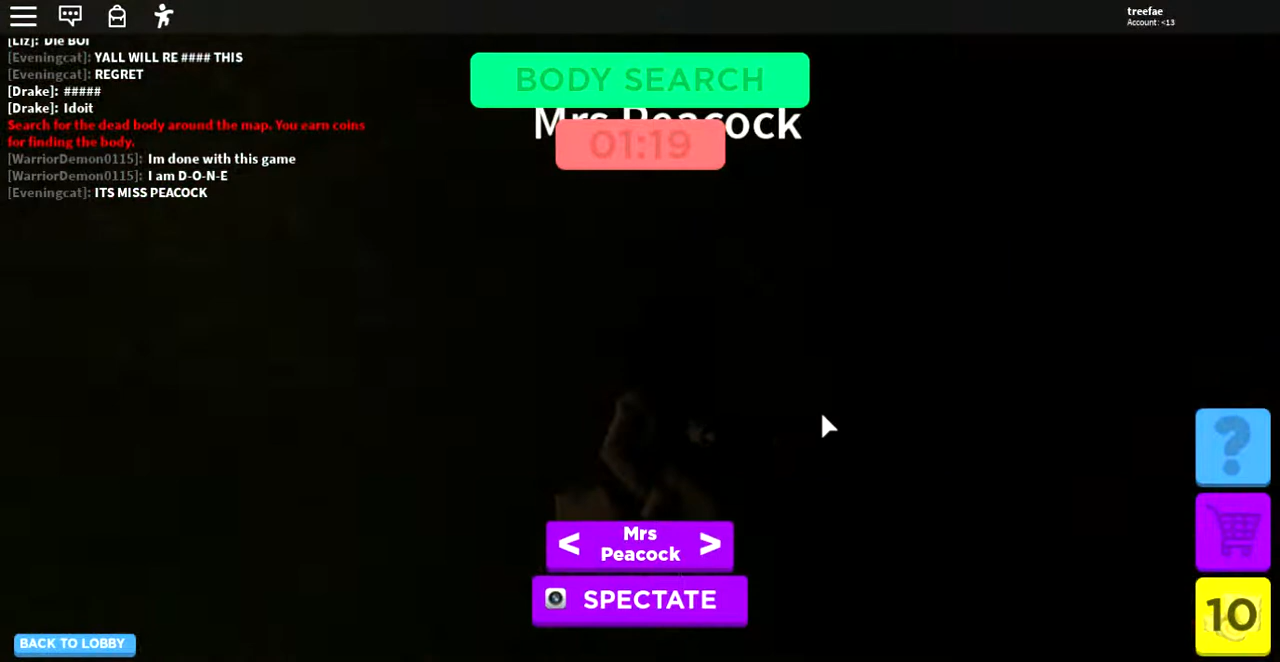 treefae
Account: <13
[Liz]: Die BOI
[Eveningcat]: YALL WILL RE #### THIS
[Eveningcat]: REGRET
[Drake]: #####
[Drake]: Idoit
Search for the dead body around the map. You earn coins
for finding the body.
[WarriorDemon0115]: Im done with this game
[WarriorDemon0115]: I am D-O-N-E
[Eveningcat]: ITS MISS PEACOCK
BODY SEARCH
Mrs Peacock
01:19
?
< Mrs >
Peacock
SPECTATE
10
BACK TO LOBBY